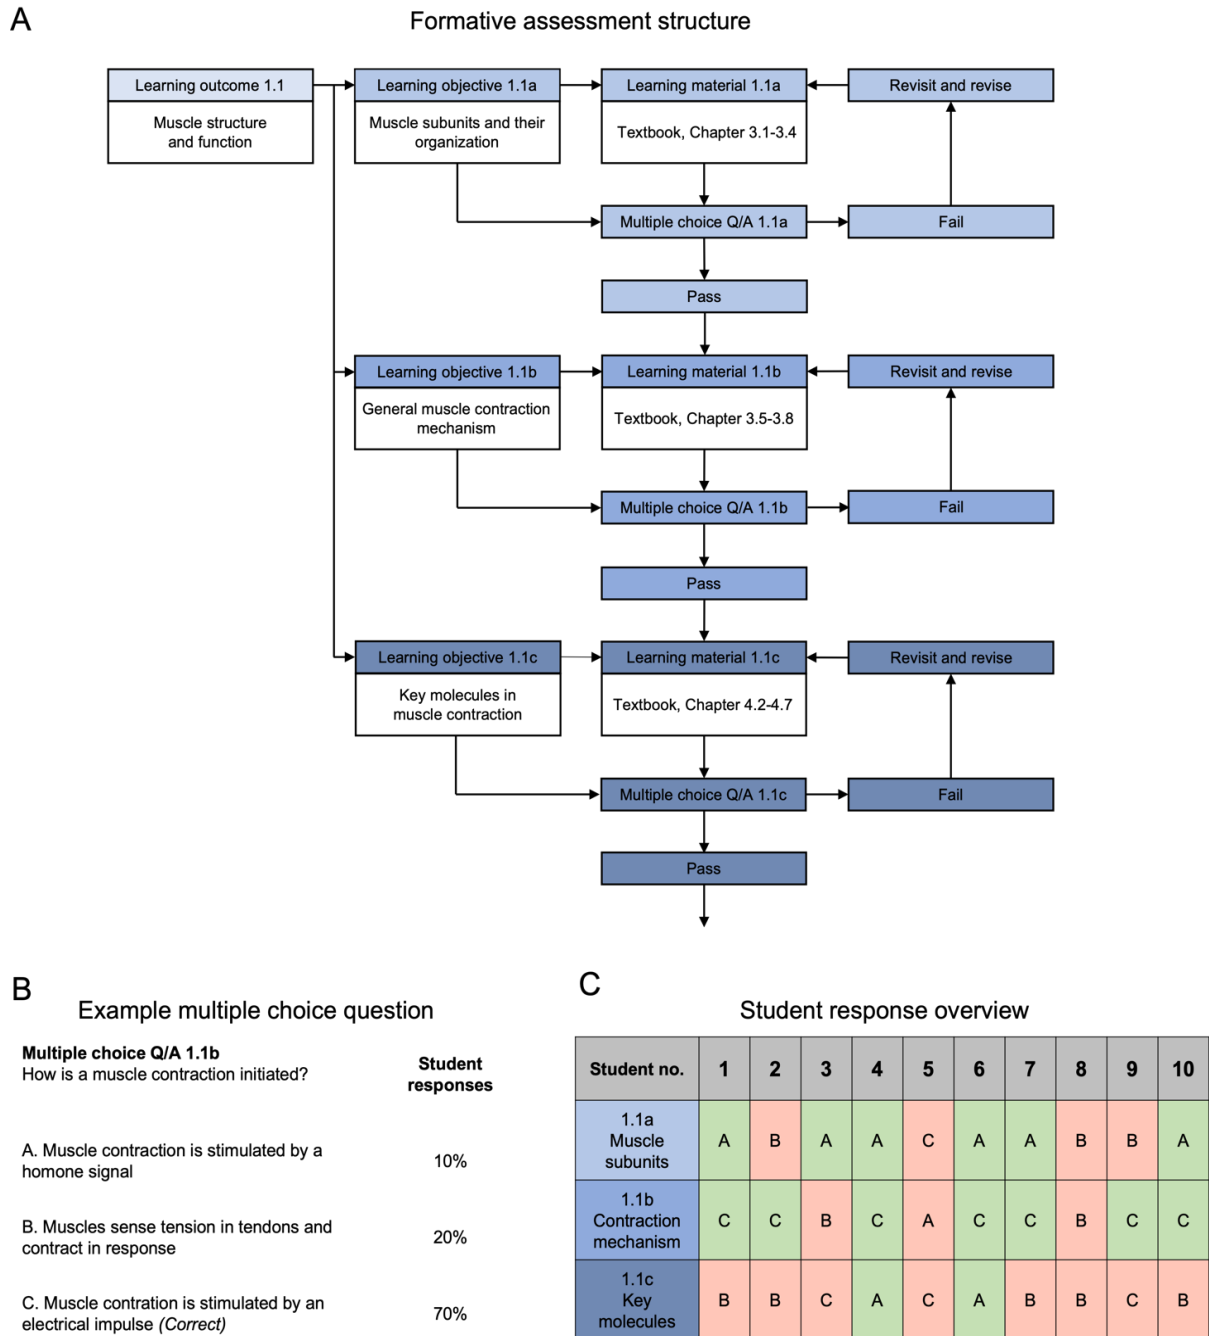 A
Formative assessment structure
Learning outcome 1.1
Muscle structure
and function
Learning objective 1.1a
Muscle subunits and their
organization
Learning material 1.1a
Textbook, Chapter 3.1-3.4
Revisit and revise
Multiple choice Q/A 1.1a
Fail
Pass
Learning objective 1.1b
General muscle contraction
mechanism
Learning material 1.1b
Textbook, Chapter 3.5-3.8
Revisit and revise
Multiple choice Q/A 1.1b
Fail
Pass
Learning objective 1.1c
Key molecules in
muscle contraction
Learning material 1.1c
Textbook, Chapter 4.2-4.7
Revisit and revise
Multiple choice Q/A 1.1c
Fail
Pass
B
Example multiple choice question
Multiple choice Q/A 1.1b
How is a muscle contraction initiated?
Student
responses
A. Muscle contraction is stimulated by a
homone signal
10%
B. Muscles sense tension in tendons and
contract in response
20%
C. Muscle contration is stimulated by an
electrical impulse (Correct)
70%
C
Student response overview
Student no. 1 2 3 4 5 6 7 8 9 10
1.1a
Muscle
subunits
A B A A C A A B B A
1.1b
Contraction
mechanism
C C B C A C C B C C
1.1c
Key
molecules
B B C A C A B B C B